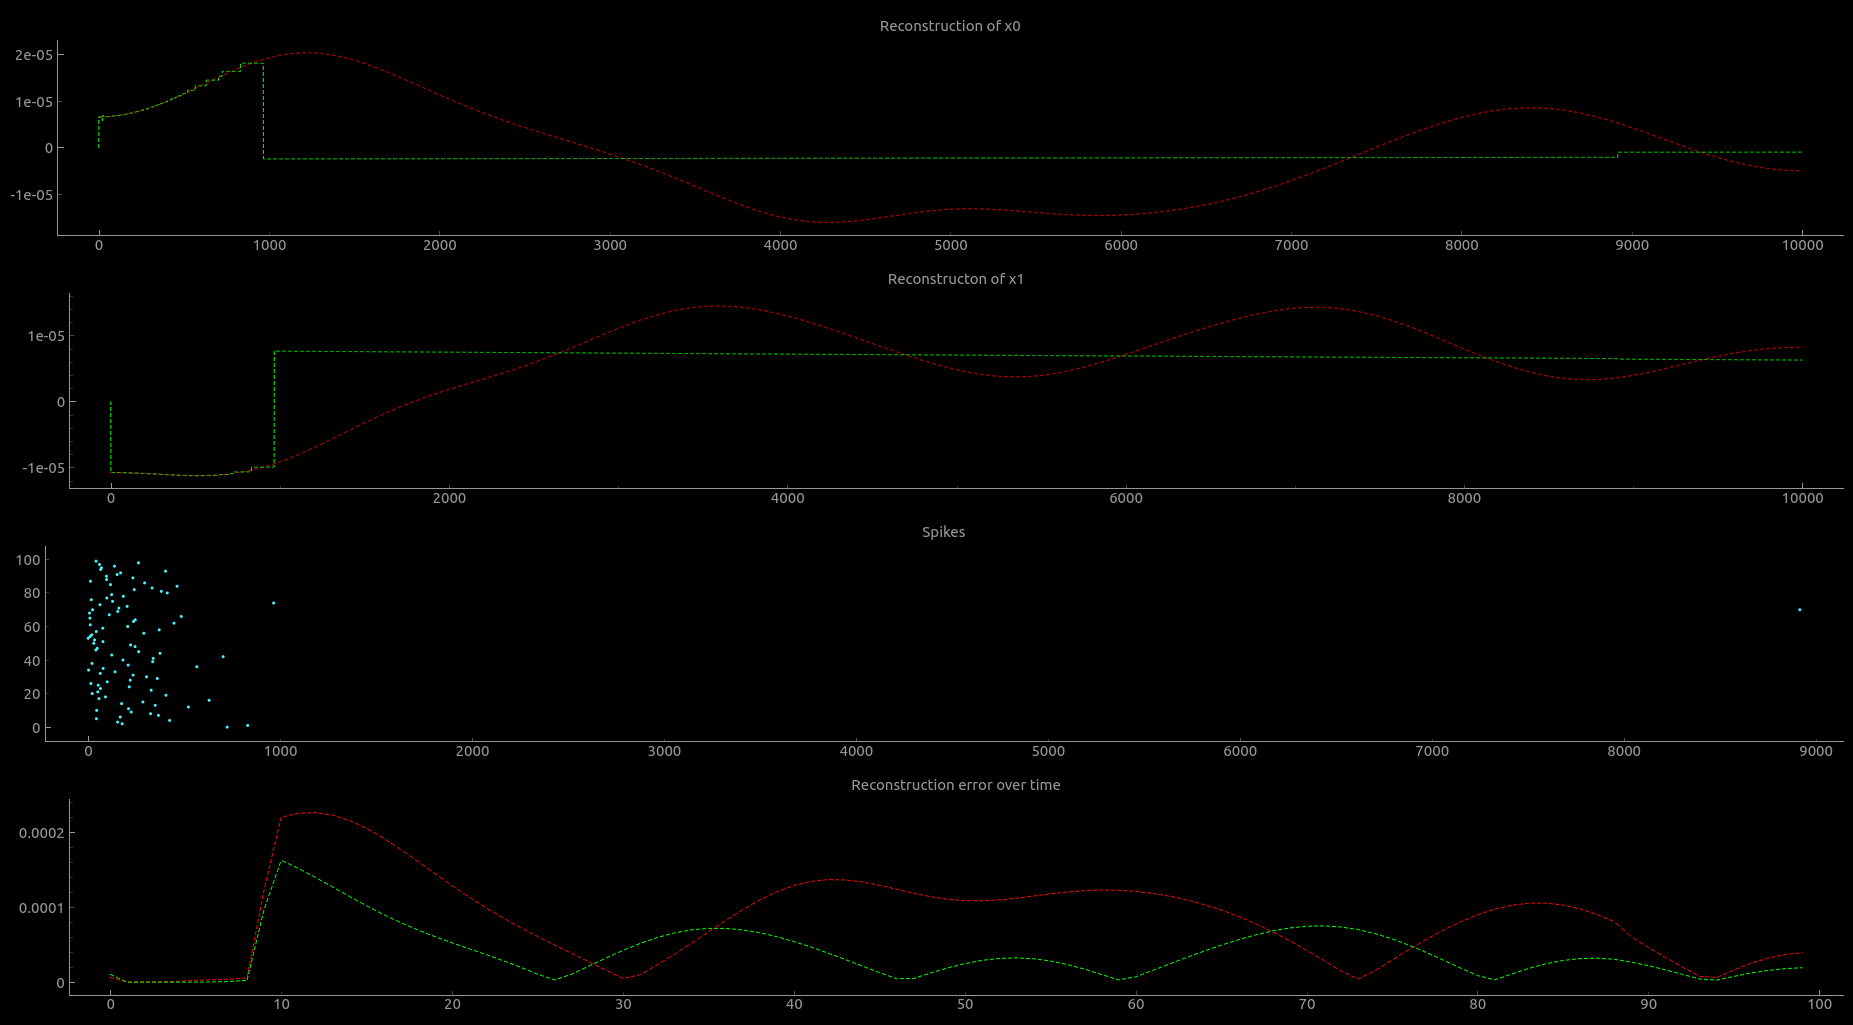 Reconstruction of x0
2e-05
1e-05
0
-1e-05
0 1000 2000 3000 4000 5000 6000 7000 8000 9000 10000
Reconstructon of x1
1e-05
0
-1e-05
0 2000 4000 6000 8000 10000
Spikes
100
80
60
40
20
0
0 1000 2000 3000 4000 5000 6000 7000 8000 9000
Reconstruction error over time
0.0002
0.0001
0
0 10 20 30 40 50 60 70 80 90 100